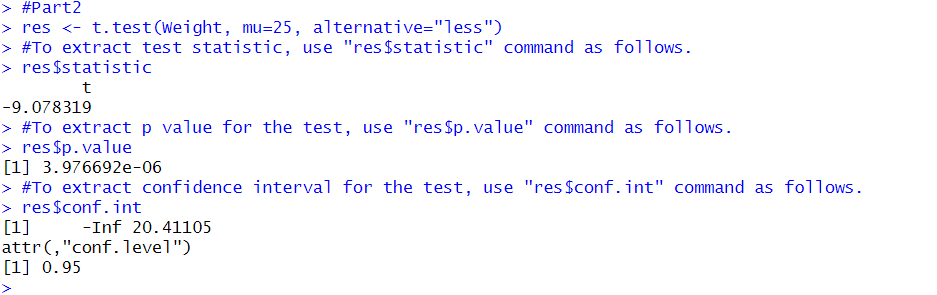 > #Part2
> res <- t.test(Weight, mu=25, alternative="less")
> #To extract test statistic, use "res$statistic" command as follows.
> res$statistic
        t
-9.078319
> #To extract p value for the test, use "res$p.value" command as follows.
> res$p.value
[1] 3.976692e-06
> #To extract confidence interval for the test, use "res$conf.int" command as follows.
> res$conf.int
[1]     -Inf 20.41105
attr(,"conf.level")
[1] 0.95
>